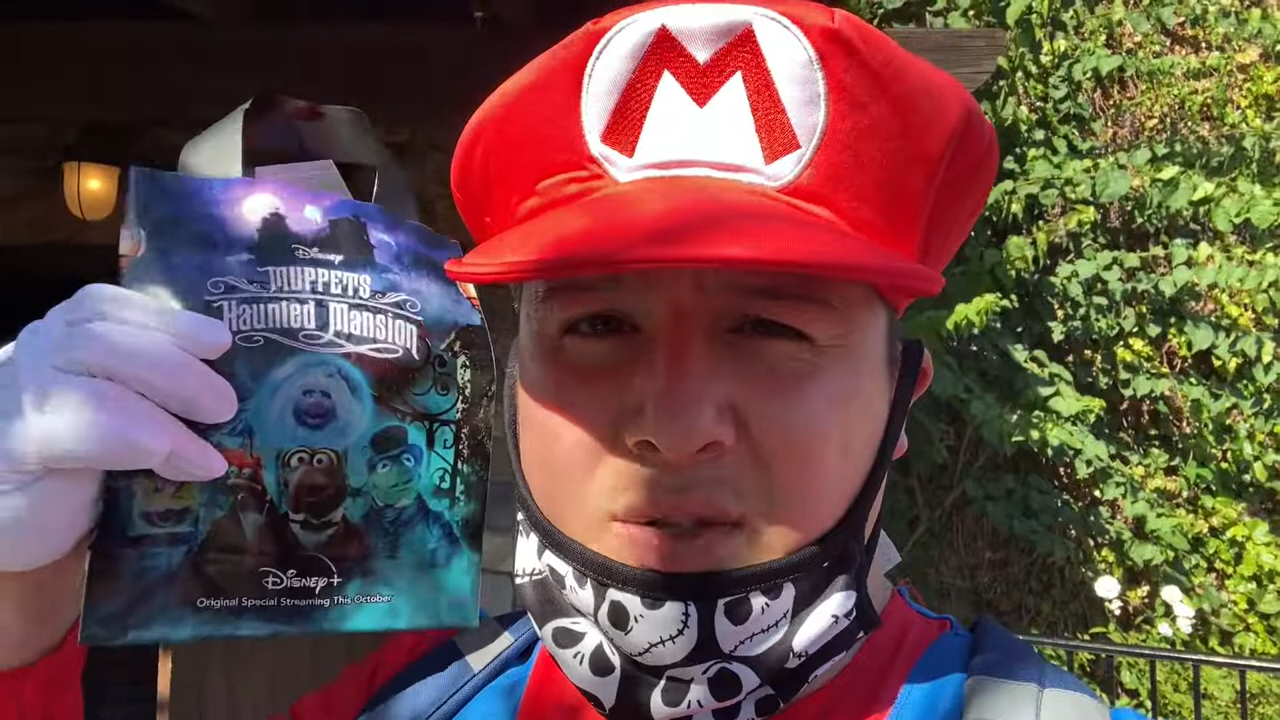 M
Disney
MUPPETS
Haunted Mansion
Disney+
Original Special Streaming This October